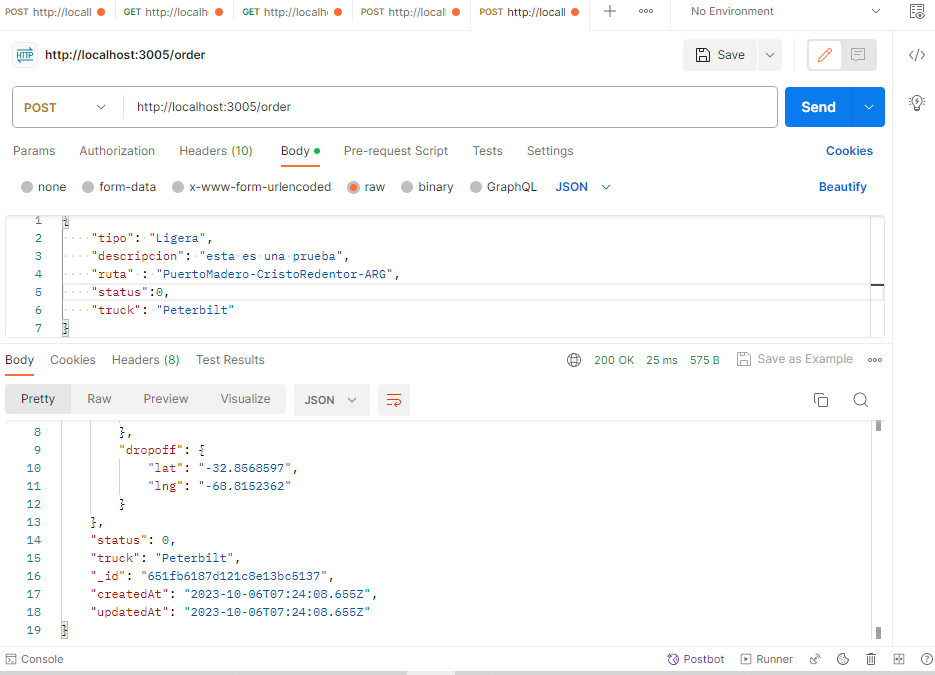 POST http://locall GET http://localh GET http://localh POST http://locall POST http://locall No Environment
HTTP http://localhost:3005/order Save
POST http://localhost:3005/order Send
Params Authorization Headers (10) Body Pre-request Script Tests Settings Cookies
none form-data x-www-form-urlencoded raw binary GraphQL JSON Beautify
1 {
2 "tipo": "Ligera",
3 "descripcion": "esta es una prueba",
4 "ruta" : "PuertoMadero-CristoRedentor-ARG",
5 "status":0,
6 "truck": "Peterbilt"
7 }
Body Cookies Headers (8) Test Results 200 OK 25 ms 575 B Save as Example
Pretty Raw Preview Visualize JSON
8 },
9 "dropoff": {
10 "lat": "-32.8568597",
11 "lng": "-68.8152362"
12 }
13 },
14 "status": 0,
15 "truck": "Peterbilt",
16 "_id": "651fb6187d121c8e13bc5137",
17 "createdAt": "2023-10-06T07:24:08.655Z",
18 "updatedAt": "2023-10-06T07:24:08.655Z"
19 }
Console Postbot Runner